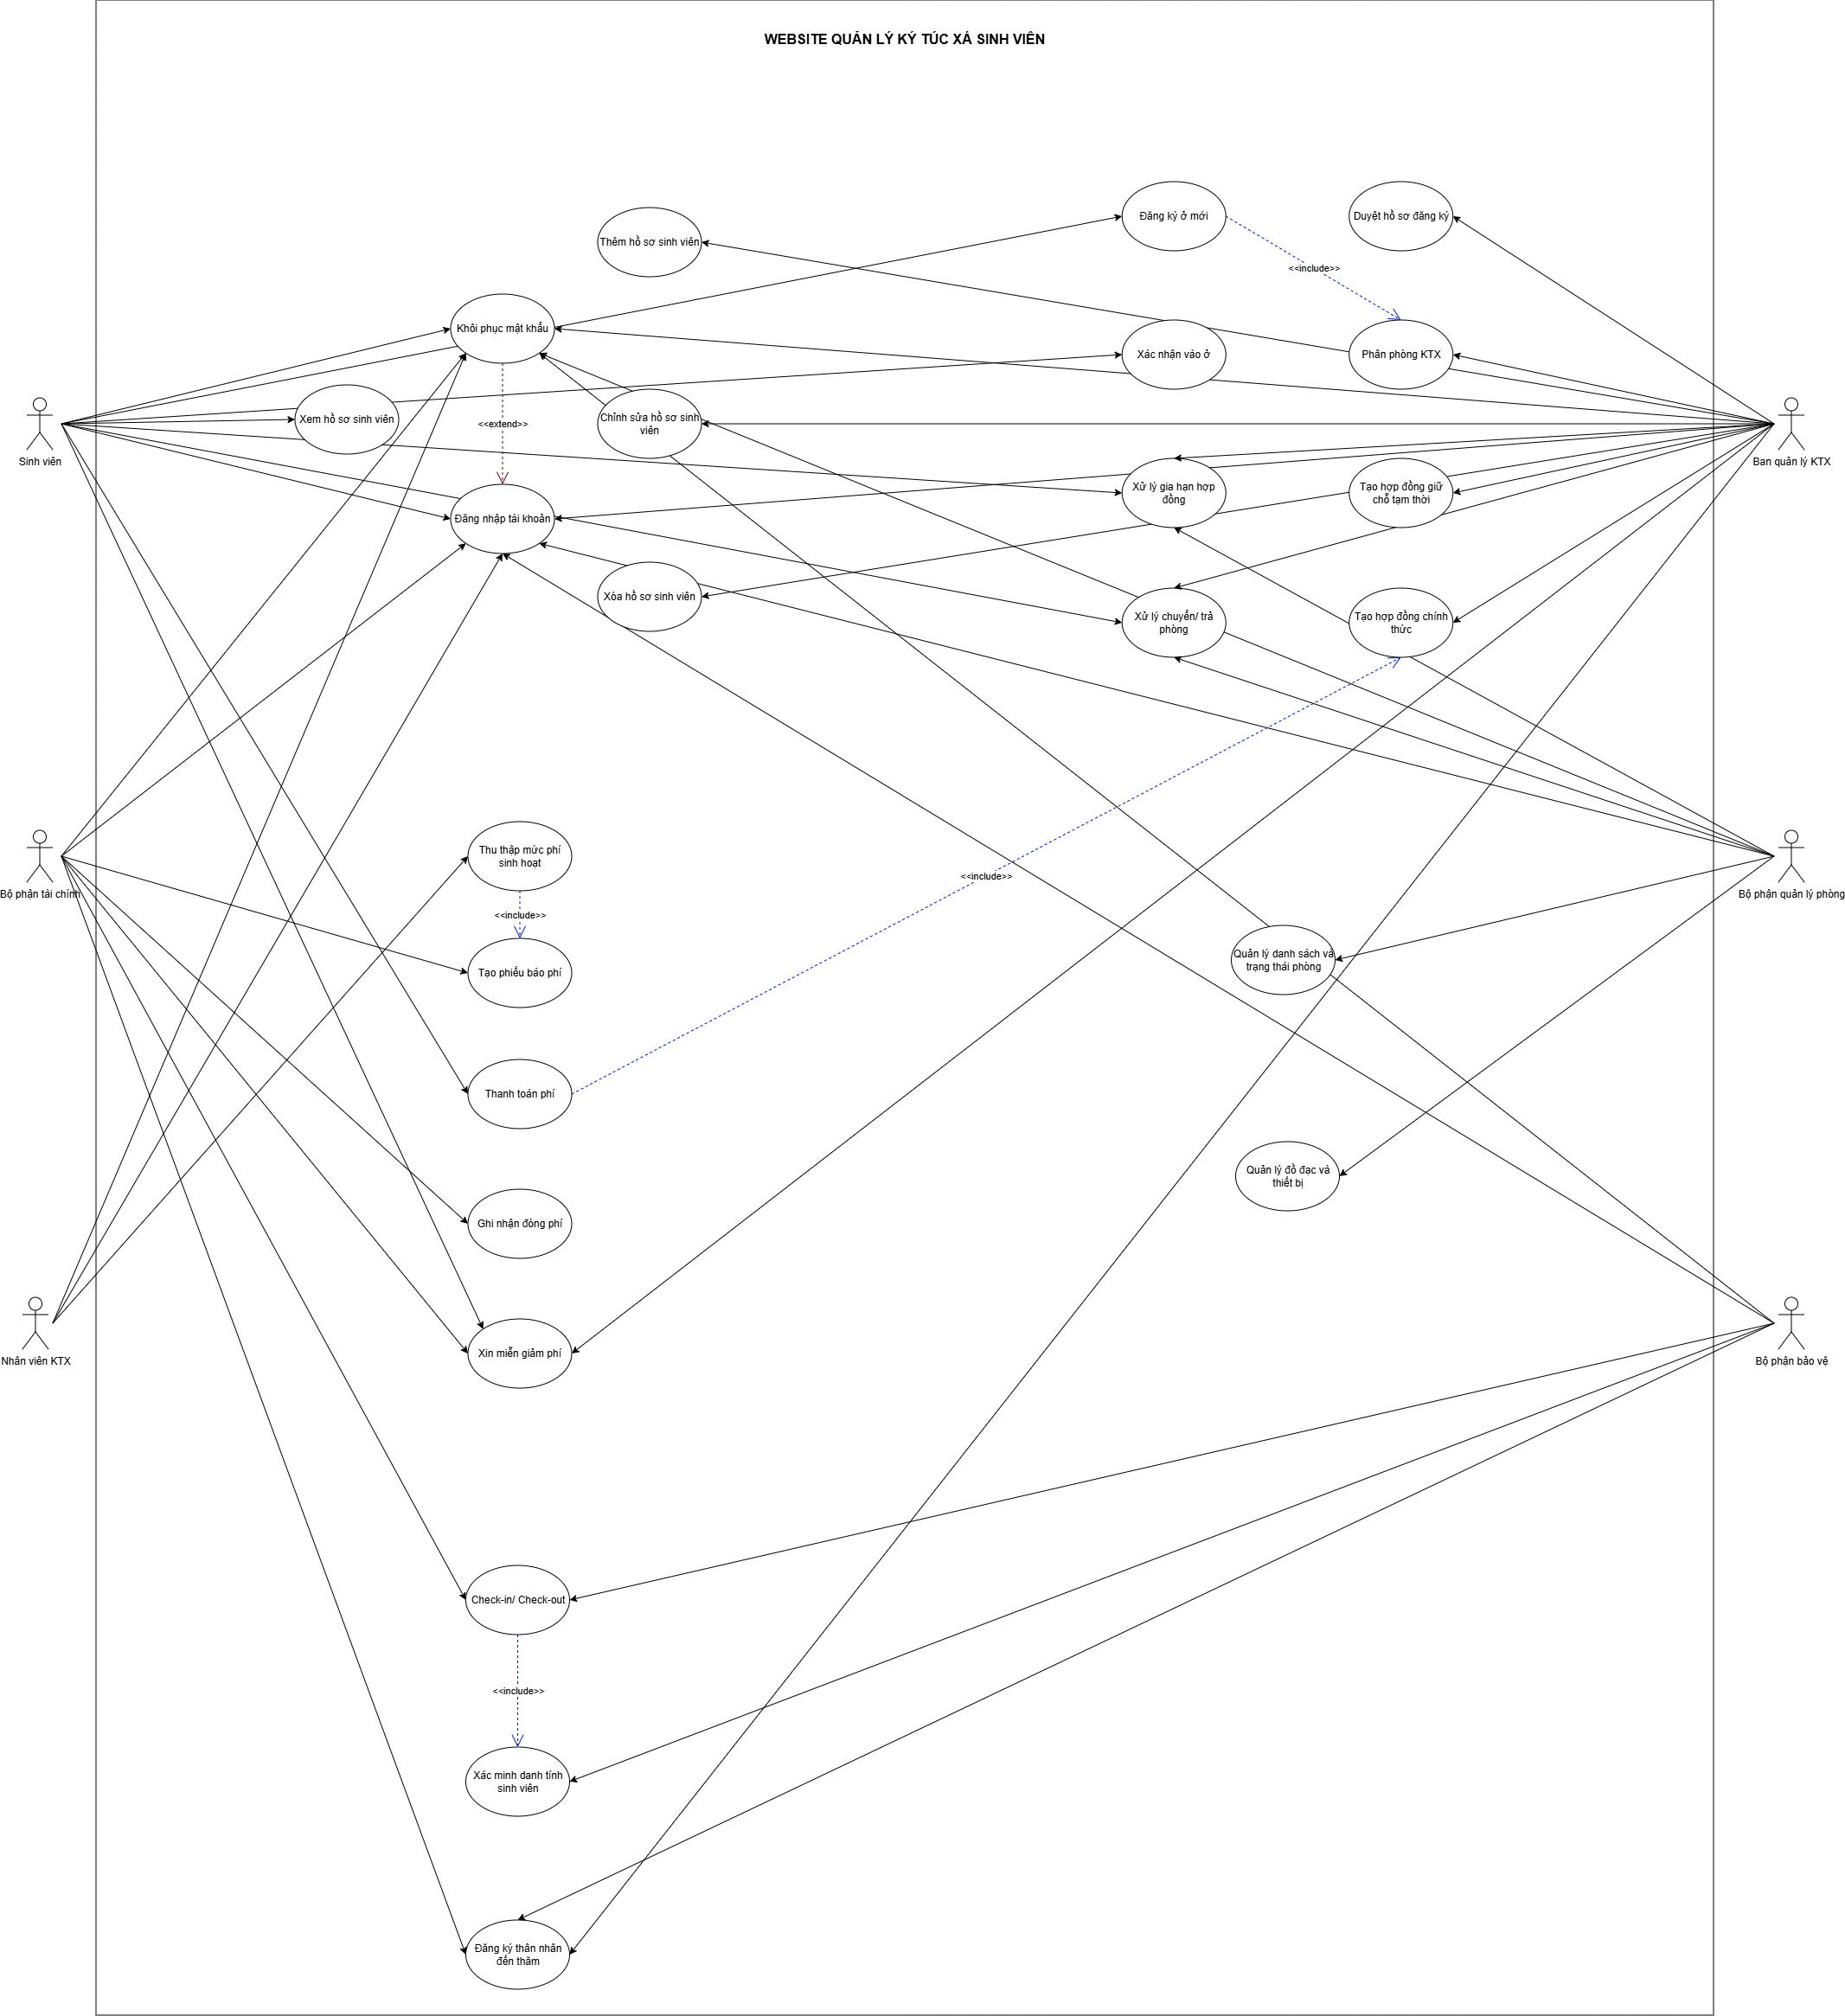 WEBSITE QUẢN LÝ KÝ TÚC XÁ SINH VIÊN
Đăng ký ở mới
Duyệt hồ sơ đăng ký
Thêm hồ sơ sinh viên
<<include>>
Khôi phục mật khẩu
Xác nhận vào ở
Phân phòng KTX
Xem hồ sơ sinh viên
<<extend>>
Chỉnh sửa hồ sơ sinh
viên
Sinh viên
Ban quản lý KTX
Xử lý gia hạn hợp
đồng
Tạo hợp đồng giữ
chỗ tạm thời
Đăng nhập tài khoản
Xóa hồ sơ sinh viên
Xử lý chuyển/ trả
phòng
Tạo hợp đồng chính
thức
Thu thập mức phí
sinh hoạt
<<include>>
Bộ phận tài chính
Bộ phận quản lý phòng
<<include>>
Quản lý danh sách và
trạng thái phòng
Tạo phiếu báo phí
Thanh toán phí
Quản lý đồ đạc và
thiết bị
Ghi nhận đóng phí
Xin miễn giảm phí
Nhân viên KTX
Bộ phận bảo vệ
Check-in/ Check-out
<<include>>
Xác minh danh tính
sinh viên
Đăng ký thân nhân
đến thăm